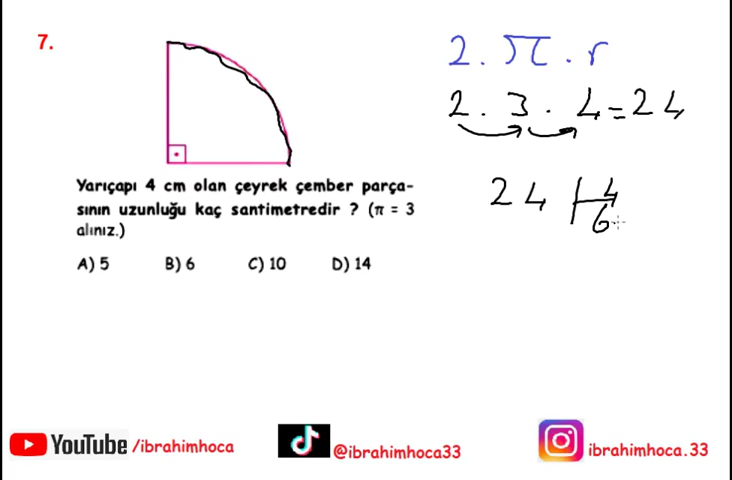 7.
Yarıçapı 4 cm olan çeyrek çember parça-
sının uzunluğu kaç santimetredir ? (π = 3
alınız.)
A) 5 B) 6 C) 10 D) 14
2 . π . r
2 . 3 . 4 = 24
24 4
6
YouTube /ibrahimhoca
@ibrahimhoca33
ibrahimhoca.33